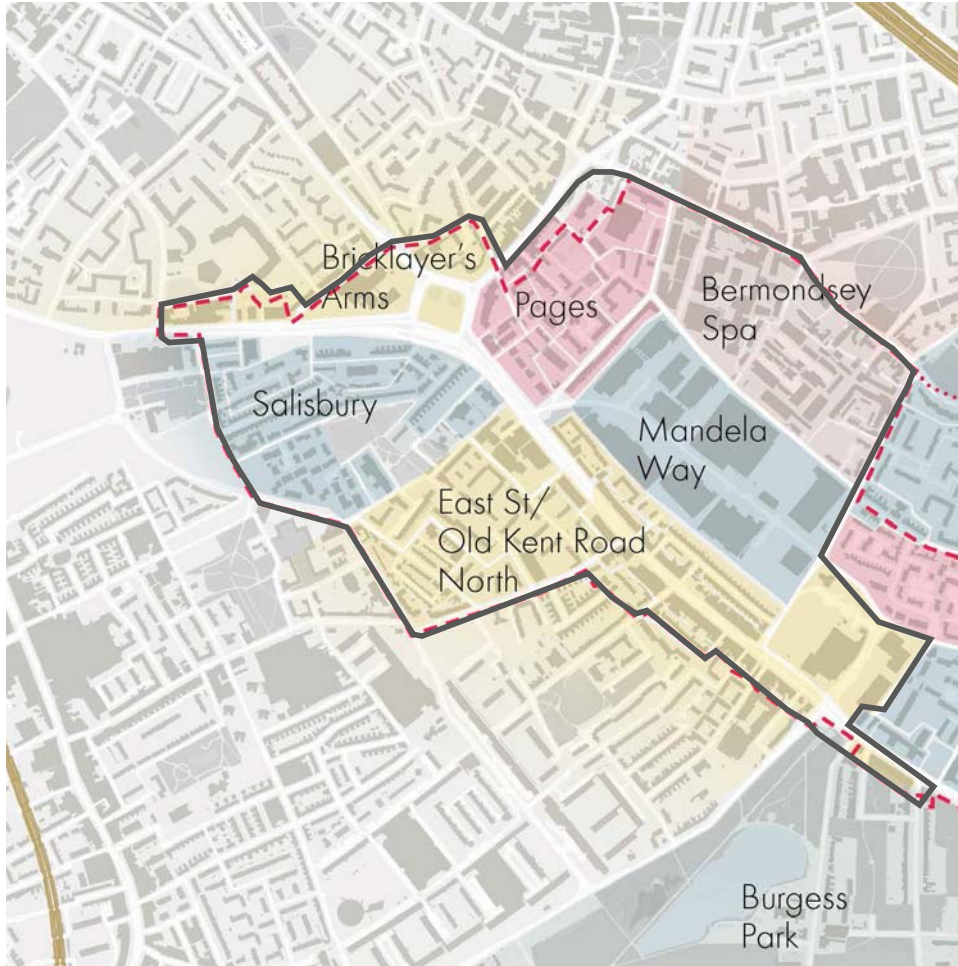 Bricklayer's
Arms
Pages
Bermondsey
Spa
Salisbury
Mandela
Way
East St/
Old Kent Road
North
Burgess
Park